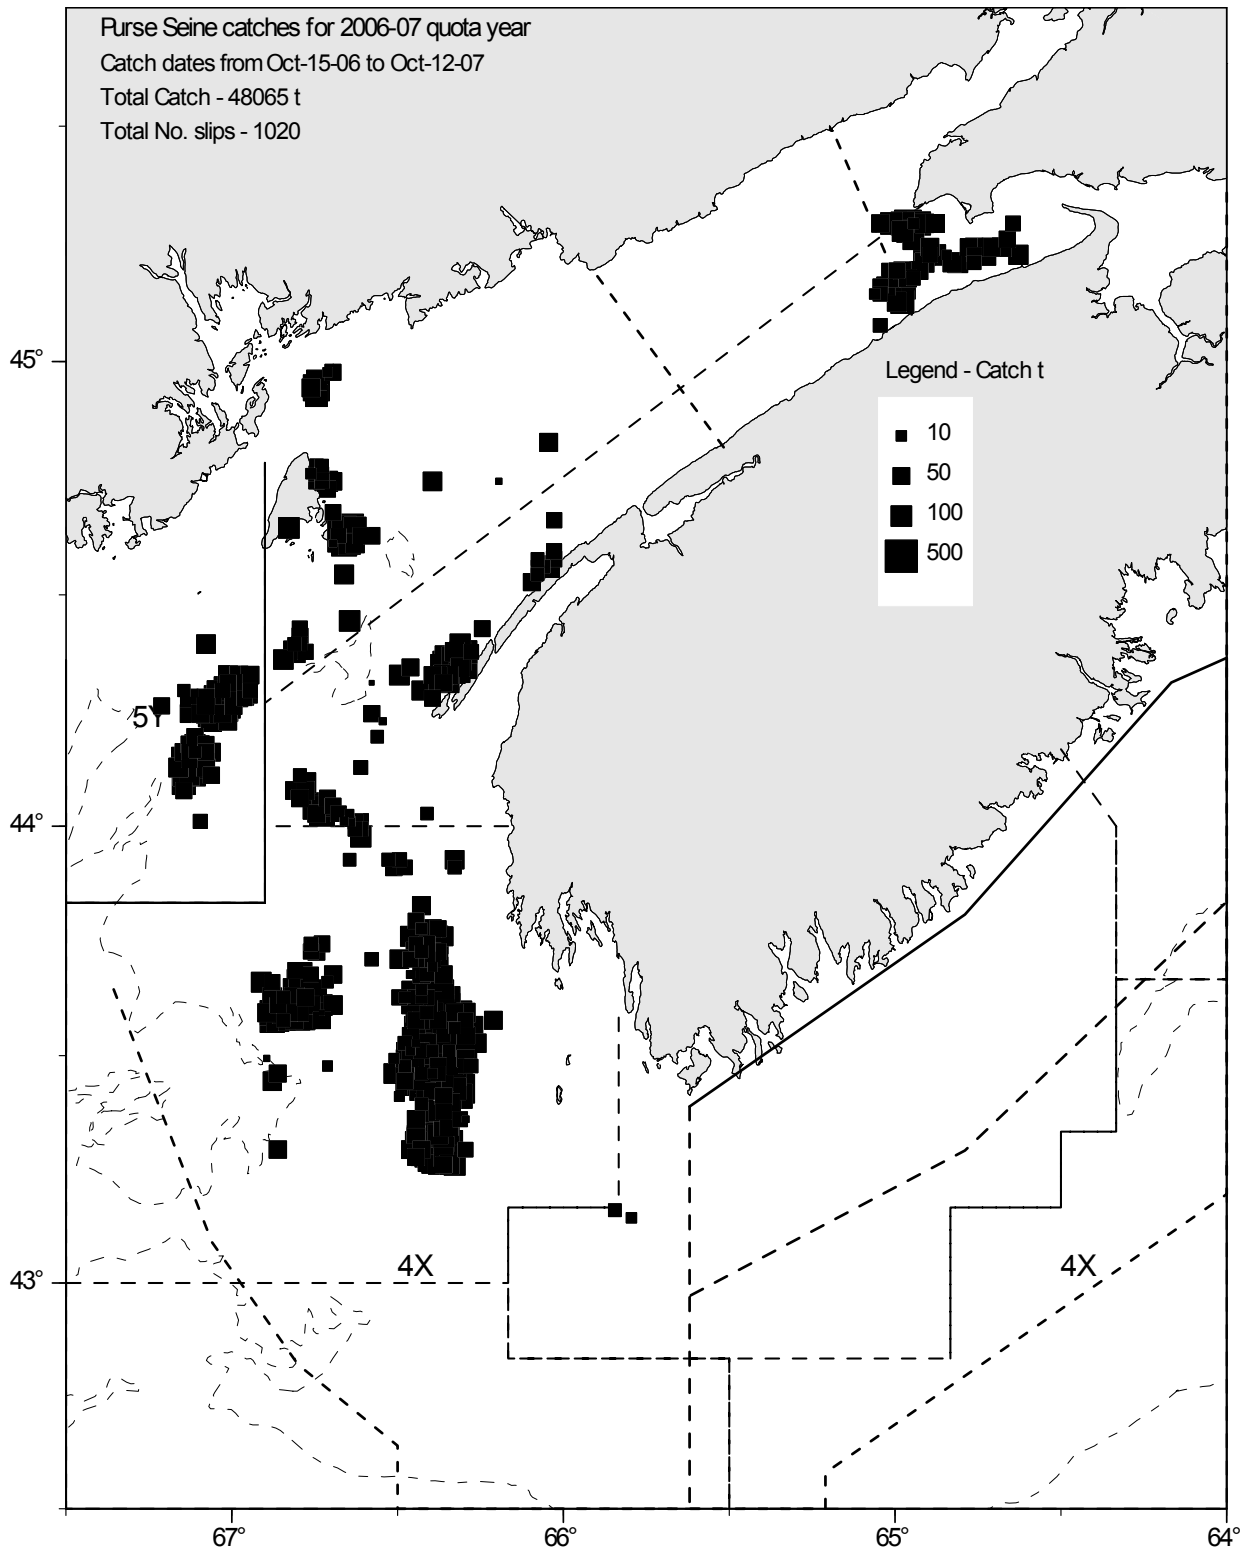 Purse Seine catches for 2006-07 quota year
Catch dates from Oct-15-06 to Oct-12-07
Total Catch - 48065 t
Total No. slips - 1020
45°
Legend - Catch t
10
50
100
500
5Y
44°
43°
4X
4X
67°
66°
65°
64°